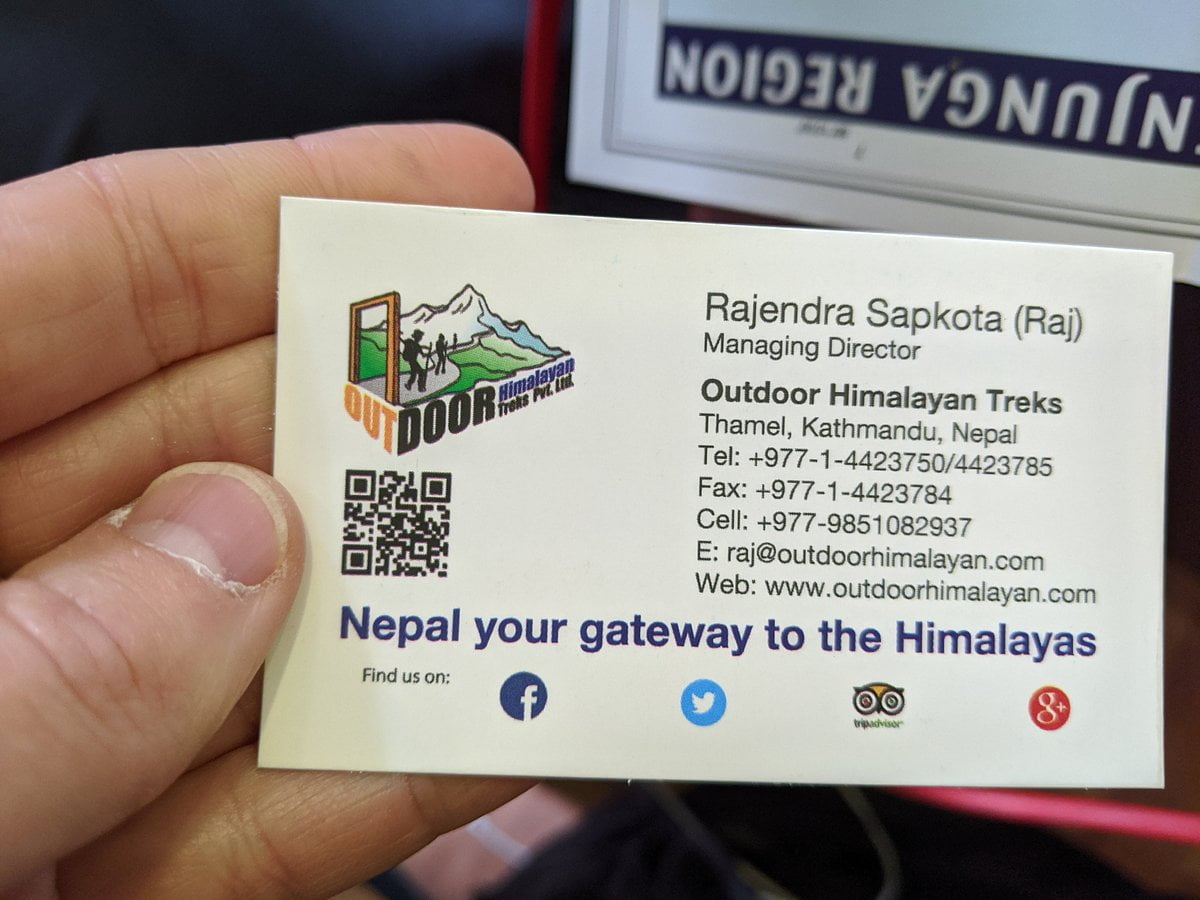 NJUNGA REGION
OUTDOOR Himalayan
Treks Pvt. Ltd.
Rajendra Sapkota (Raj)
Managing Director
Outdoor Himalayan Treks
Thamel, Kathmandu, Nepal
Tel: +977-1-4423750/4423785
Fax: +977-1-4423784
Cell: +977-9851082937
E: raj@outdoorhimalayan.com
Web: www.outdoorhimalayan.com
Nepal your gateway to the Himalayas
Find us on:
f
tripadvisor
g+